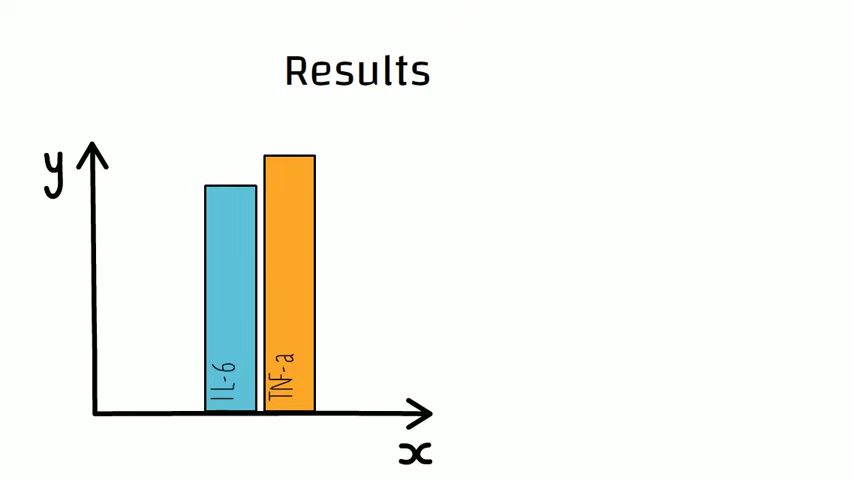 Results
y
IL-6
TNF-a
x